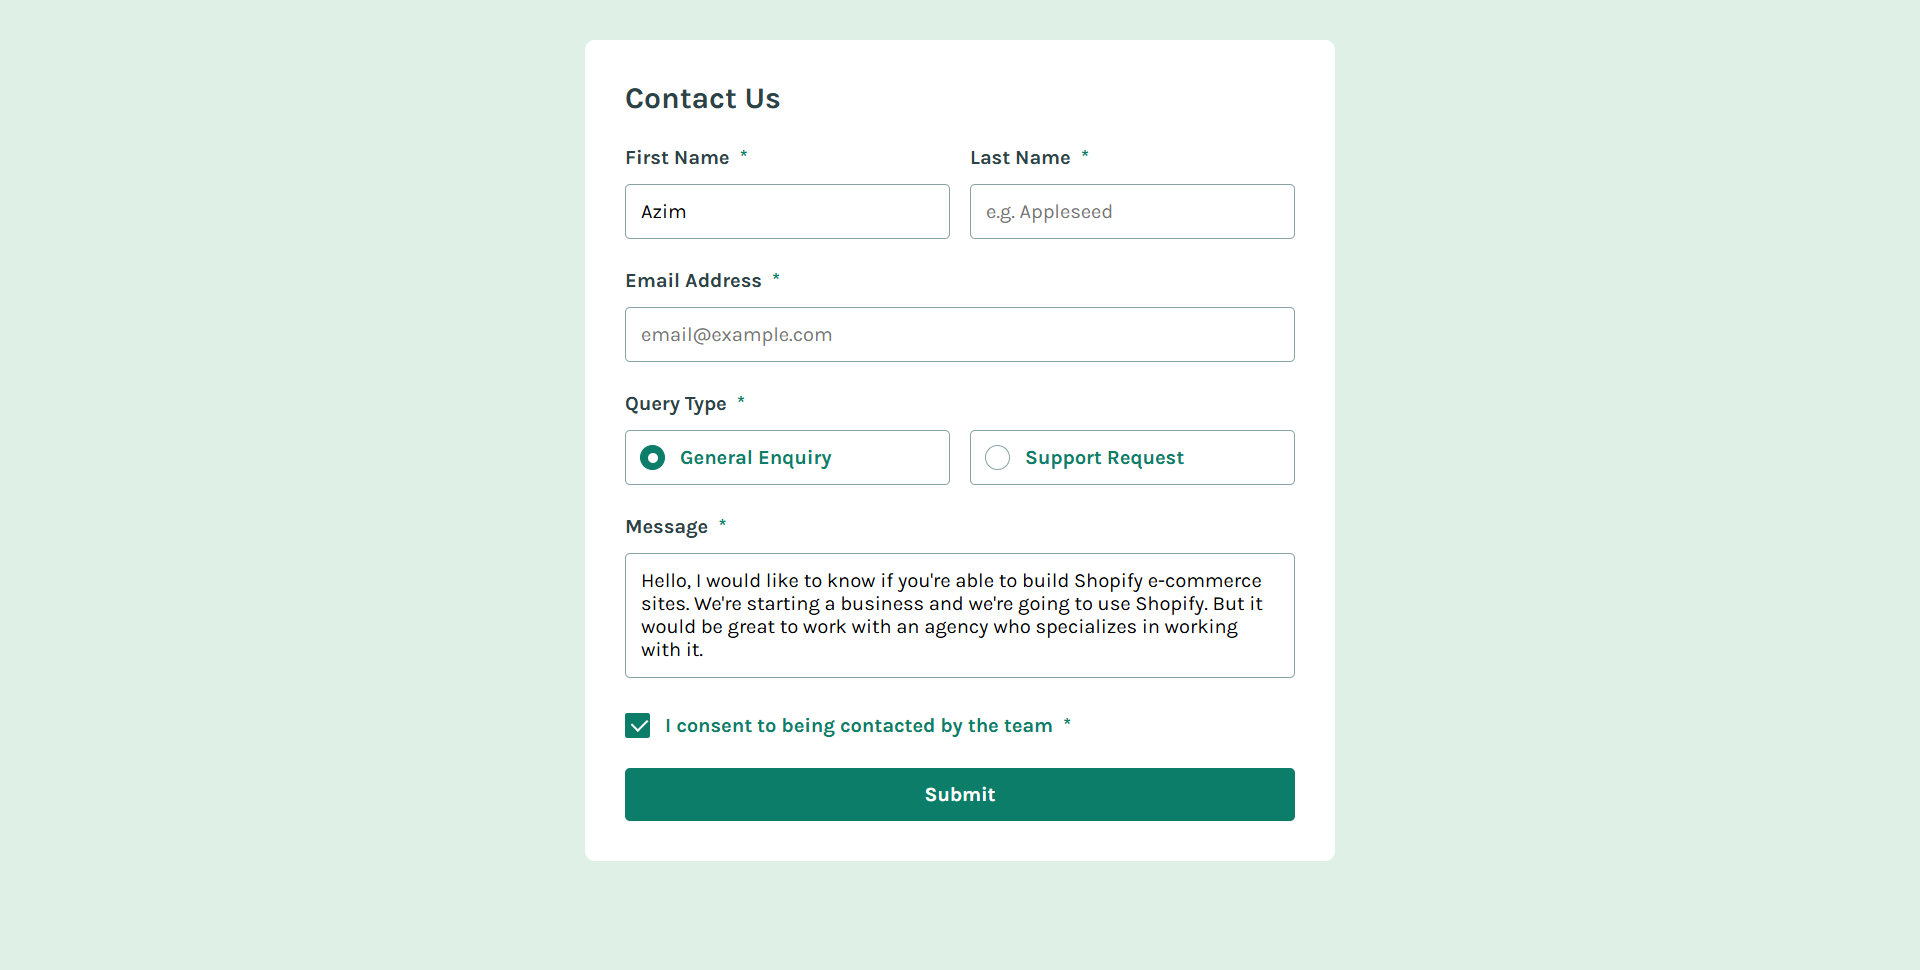 Contact Us
First Name *
Last Name *
Azim
e.g. Appleseed
Email Address *
email@example.com
Query Type *
General Enquiry
Support Request
Message *
Hello, I would like to know if you're able to build Shopify e-commerce
sites. We're starting a business and we're going to use Shopify. But it
would be great to work with an agency who specializes in working
with it.
I consent to being contacted by the team *
Submit